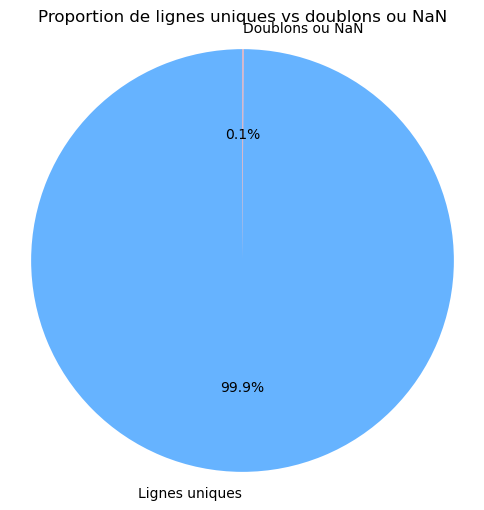 Proportion de lignes uniques vs doublons ou NaN
Doublons ou NaN
0.1%
99.9%
Lignes uniques